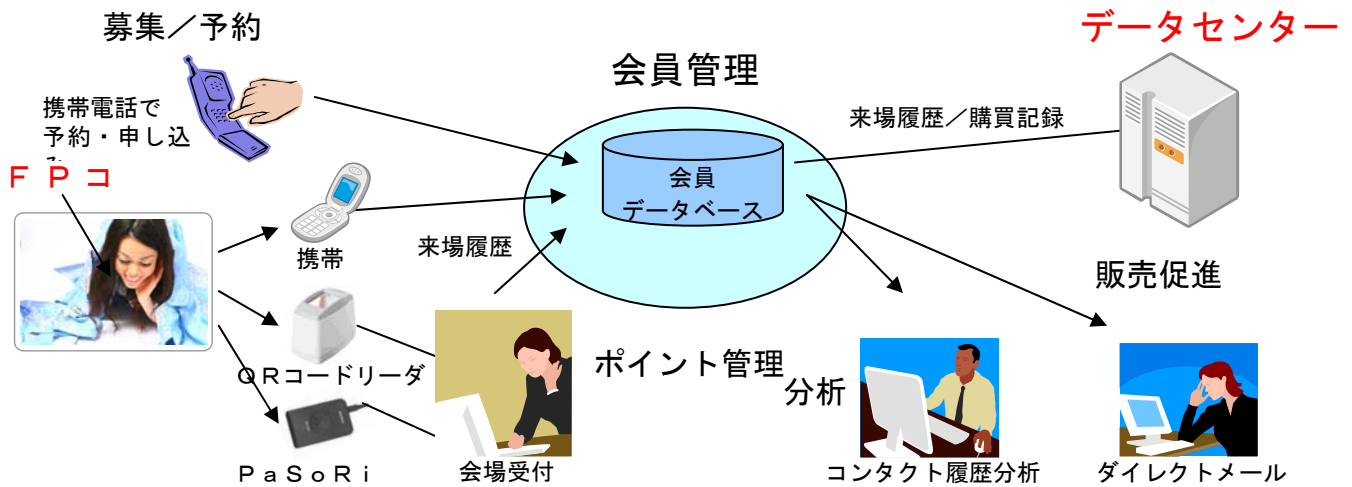 募集／予約
データセンター
会員管理
携帯電話で
予約・申し込
来場履歴／購買記録
ＦＰコ
会員
データベース
携帯
来場履歴
販売促進
ポイント管理
分析
ＱＲコードリーダ
ＰａＳｏＲｉ
会場受付
コンタクト履歴分析
ダイレクトメール